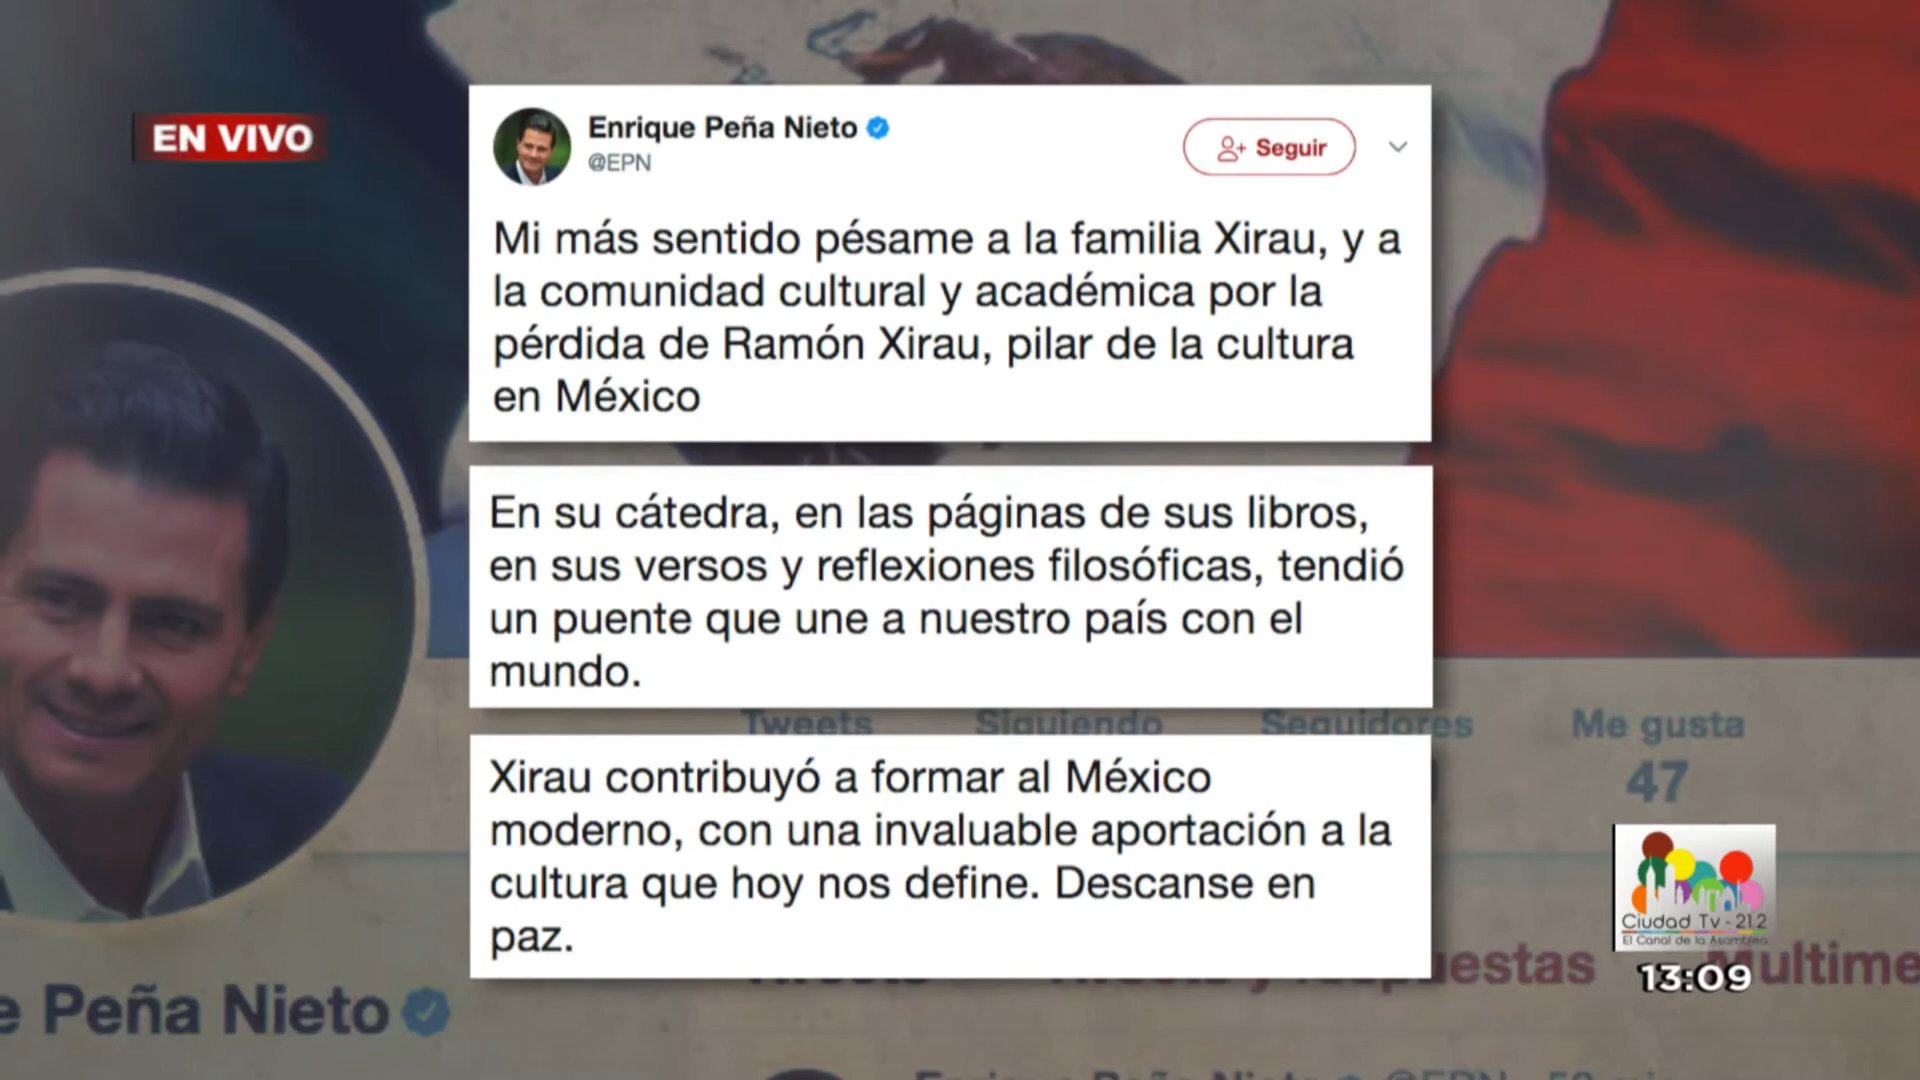 EN VIVO
Enrique Peña Nieto
@EPN
Seguir
Mi más sentido pésame a la familia Xirau, y a
la comunidad cultural y académica por la
pérdida de Ramón Xirau, pilar de la cultura
en México
En su cátedra, en las páginas de sus libros,
en sus versos y reflexiones filosóficas, tendió
un puente que une a nuestro país con el
mundo.
Tweets Siguiendo Seguidores Me gusta
47
Xirau contribuyó a formar al México
moderno, con una invaluable aportación a la
cultura que hoy nos define. Descanse en
paz.
Ciudad Tv - 21.2
El Canal de la Asamblea
13:09
e Peña Nieto